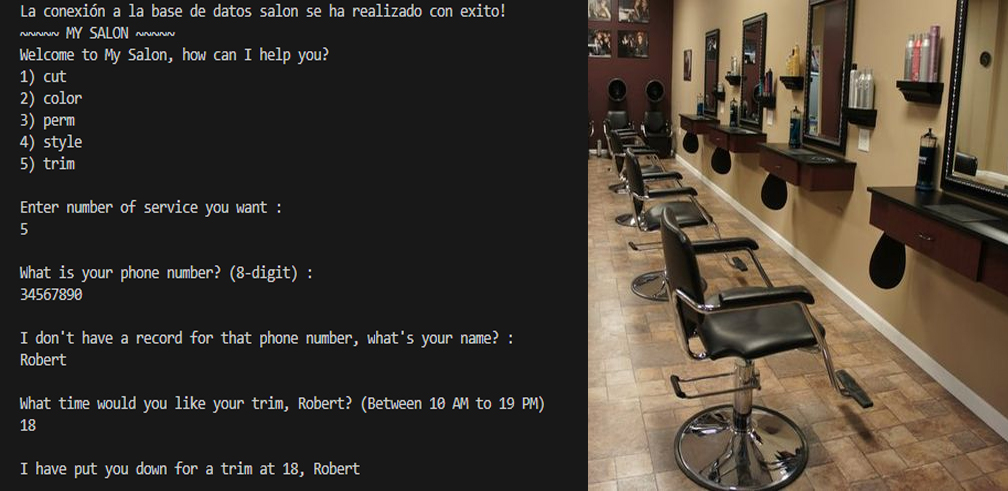 La conexión a la base de datos salon se ha realizado con exito!
~~~~~ MY SALON ~~~~~
Welcome to My Salon, how can I help you?
1) cut
2) color
3) perm
4) style
5) trim
Enter number of service you want :
5
What is your phone number? (8-digit) :
34567890
I don't have a record for that phone number, what's your name? :
Robert
What time would you like your trim, Robert? (Between 10 AM to 19 PM)
18
I have put you down for a trim at 18, Robert